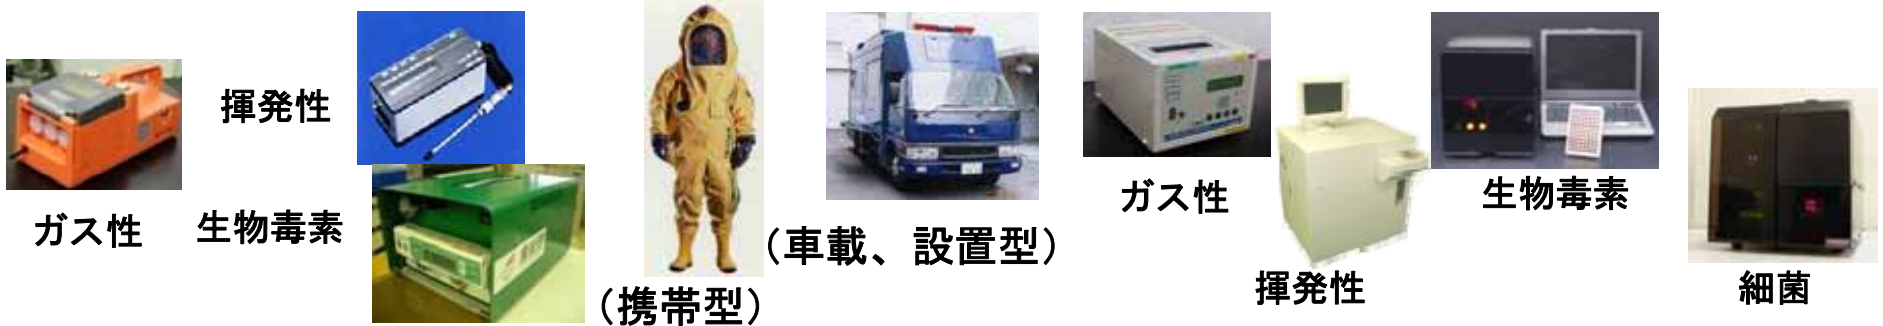 ガス性
揮発性
生物毒素
（携帯型）
（車載、設置型）
ガス性
揮発性
生物毒素
細菌